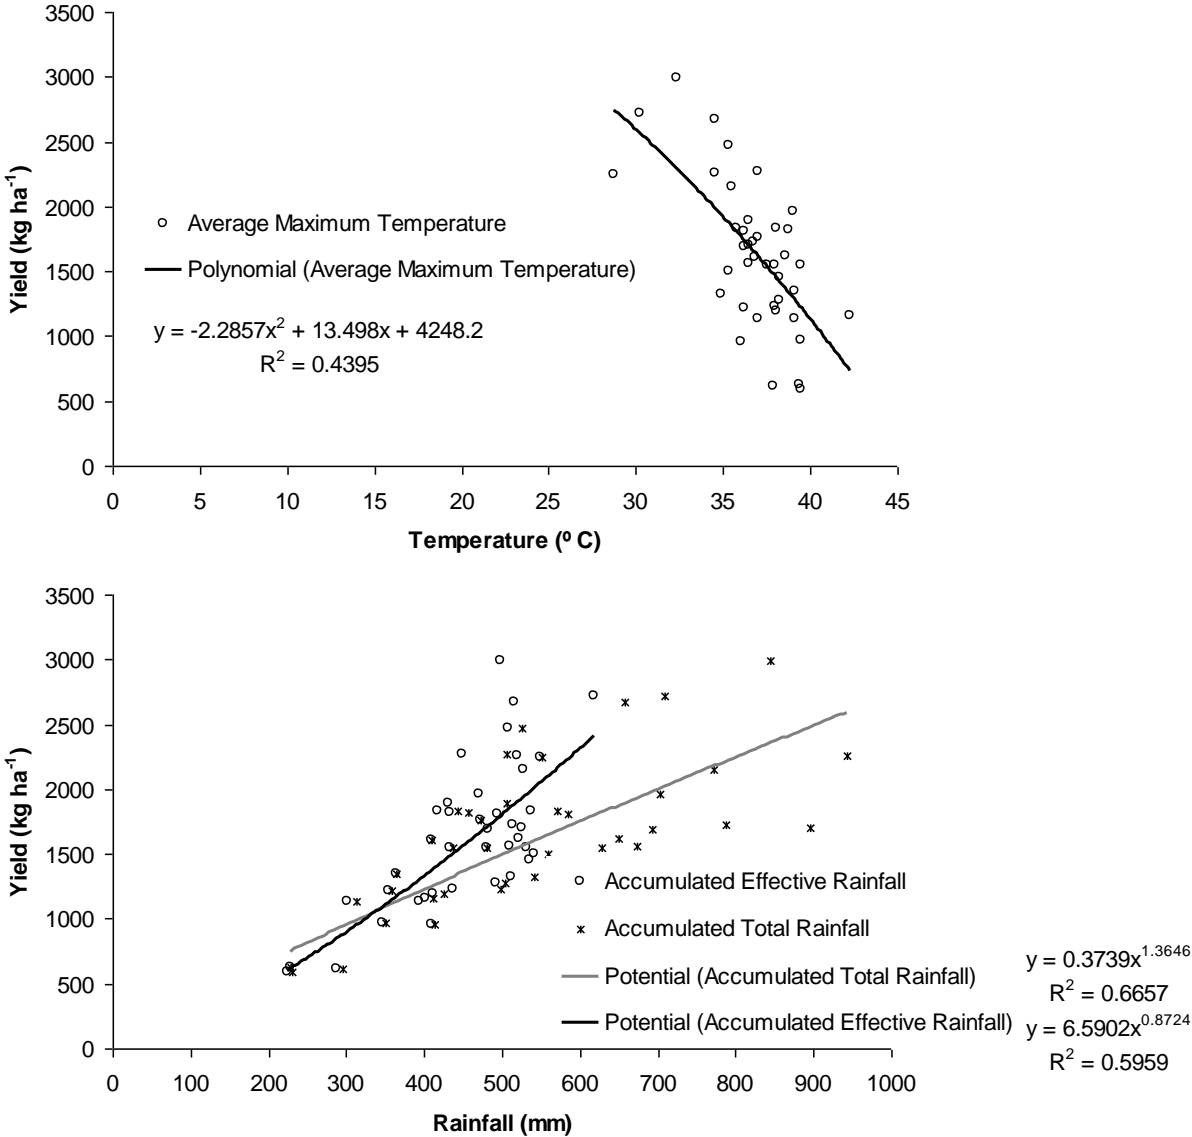 3500
3000
2500
2000
1500
1000
500
0
Yield (kg ha⁻¹)
Average Maximum Temperature
Polynomial (Average Maximum Temperature)
y = -2.2857x² + 13.498x + 4248.2
R² = 0.4395
0 5 10 15 20 25 30 35 40 45
Temperature (º C)
3500
3000
2500
2000
1500
1000
500
0
Yield (kg ha⁻¹)
Accumulated Effective Rainfall
Accumulated Total Rainfall
Potential (Accumulated Total Rainfall)
Potential (Accumulated Effective Rainfall)
y = 0.3739x¹·³⁶⁴⁶
R² = 0.6657
y = 6.5902x⁰·⁸⁷²⁴
R² = 0.5959
0 100 200 300 400 500 600 700 800 900 1000
Rainfall (mm)